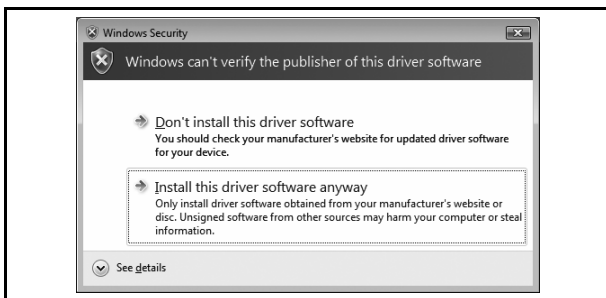 Windows Security
Windows can't verify the publisher of this driver software
Don't install this driver software
You should check your manufacturer's website for updated driver software
for your device.
Install this driver software anyway
Only install driver software obtained from your manufacturer's website or
disc. Unsigned software from other sources may harm your computer or steal
information.
See details